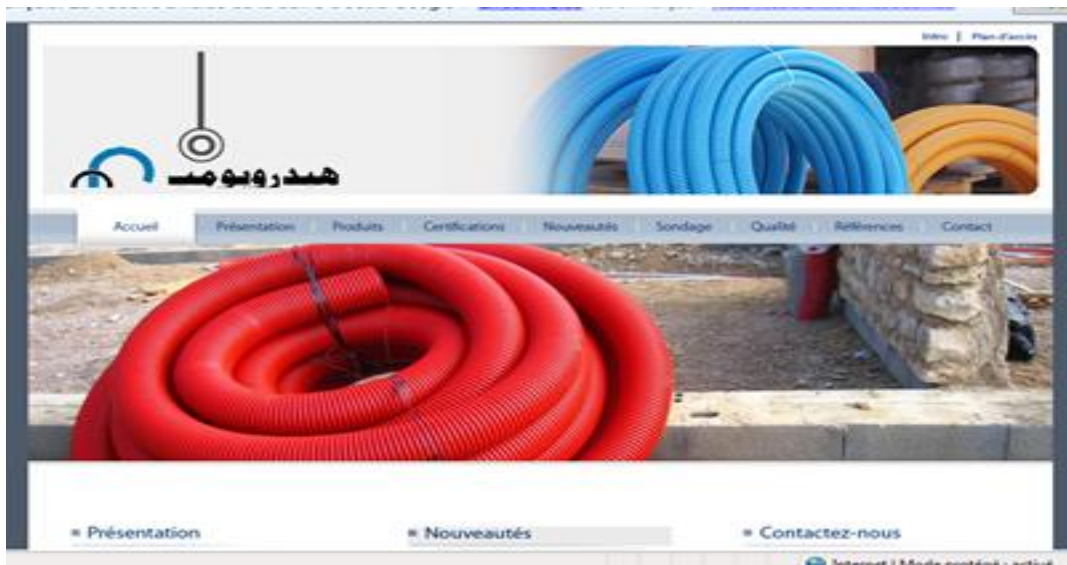 Intro | Plan d'accès
هيدروبومب
Accueil Présentation Produits Certifications Nouveautés Sondage Qualité Références Contact
Présentation Nouveautés Contactez-nous
Internet | Mode protégé : activé